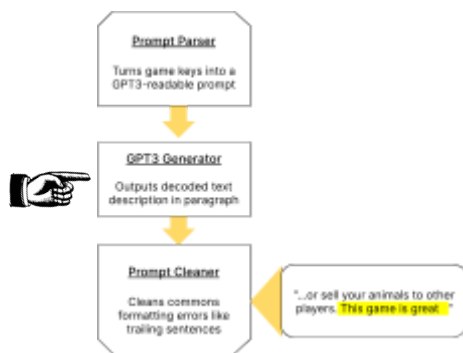 Prompt Parser
Turns game keys into a
GPT3-readable prompt
GPT3 Generator
Outputs decoded text
description in paragraph
Prompt Cleaner
Cleans commons
formatting errors like
trailing sentences
"...or sell your animals to other
players. This game is great "